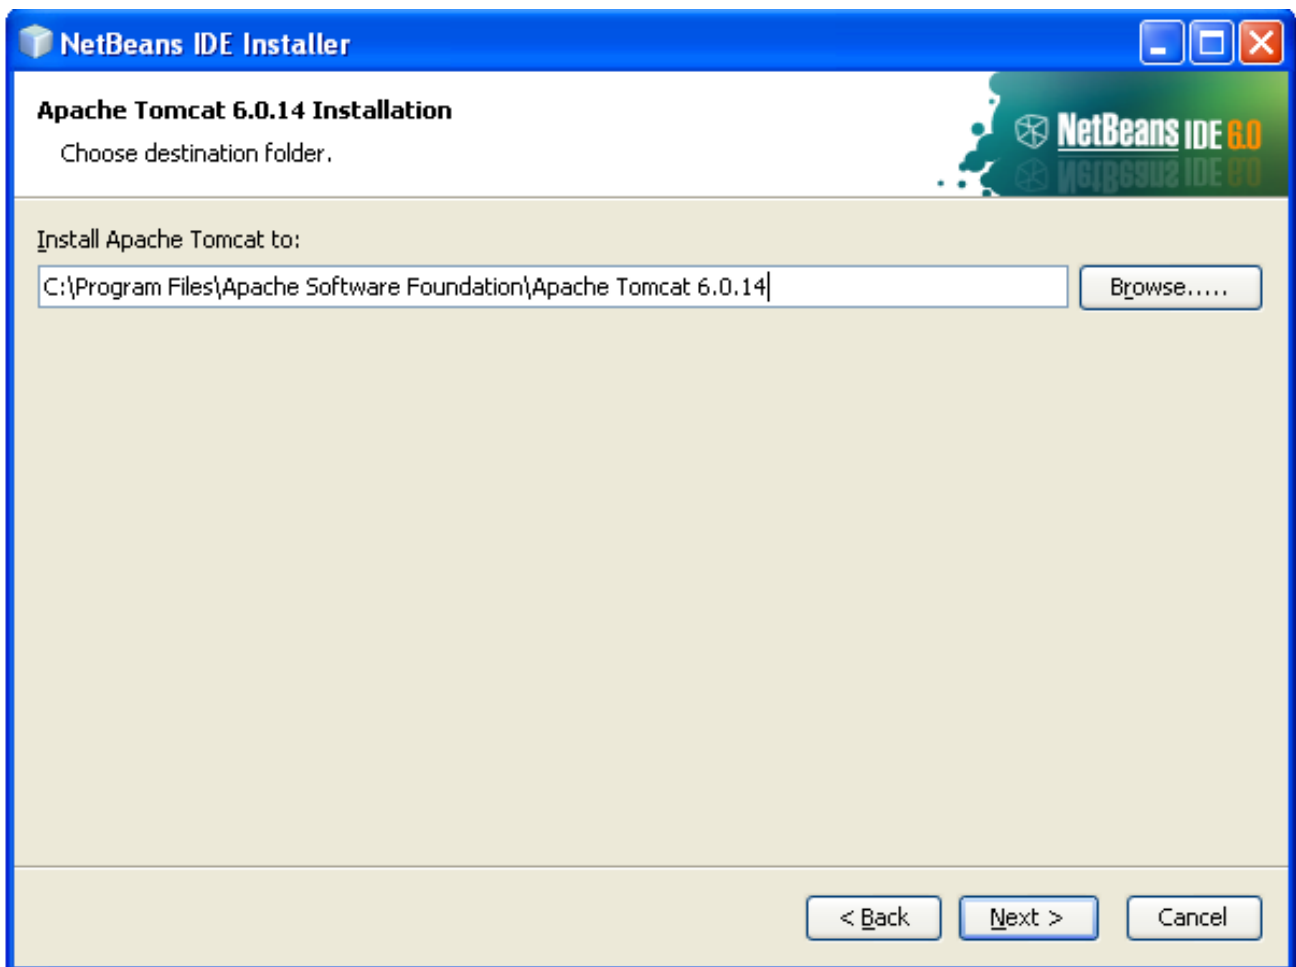 NetBeans IDE Installer
Apache Tomcat 6.0.14 Installation
Choose destination folder.
NetBeans IDE 6.0
Install Apache Tomcat to:
C:\Program Files\Apache Software Foundation\Apache Tomcat 6.0.14
Browse.....
< Back
Next >
Cancel